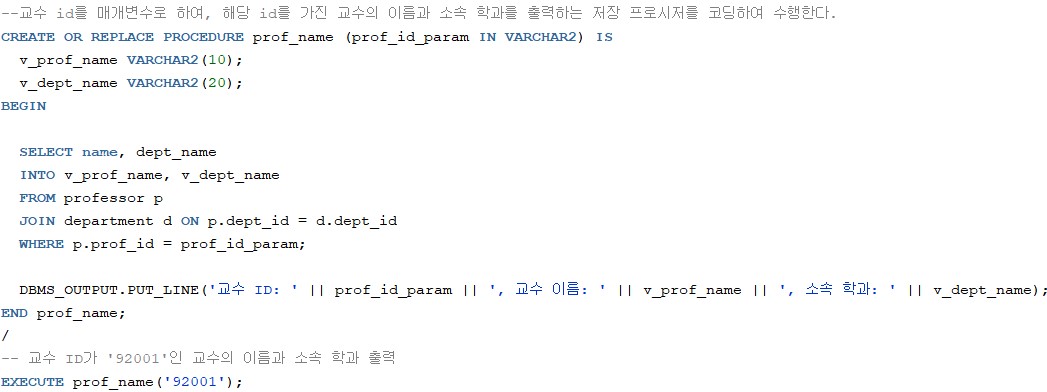 --교수 id를 매개변수로 하여, 해당 id를 가진 교수의 이름과 소속 학과를 출력하는 저장 프로시저를 코딩하여 수행한다.
CREATE OR REPLACE PROCEDURE prof_name (prof_id_param IN VARCHAR2) IS
  v_prof_name VARCHAR2(10);
  v_dept_name VARCHAR2(20);
BEGIN

  SELECT name, dept_name
  INTO v_prof_name, v_dept_name
  FROM professor p
  JOIN department d ON p.dept_id = d.dept_id
  WHERE p.prof_id = prof_id_param;

  DBMS_OUTPUT.PUT_LINE('교수 ID: ' || prof_id_param || ', 교수 이름: ' || v_prof_name || ', 소속 학과: ' || v_dept_name);
END prof_name;
/
-- 교수 ID가 '92001'인 교수의 이름과 소속 학과 출력
EXECUTE prof_name('92001');